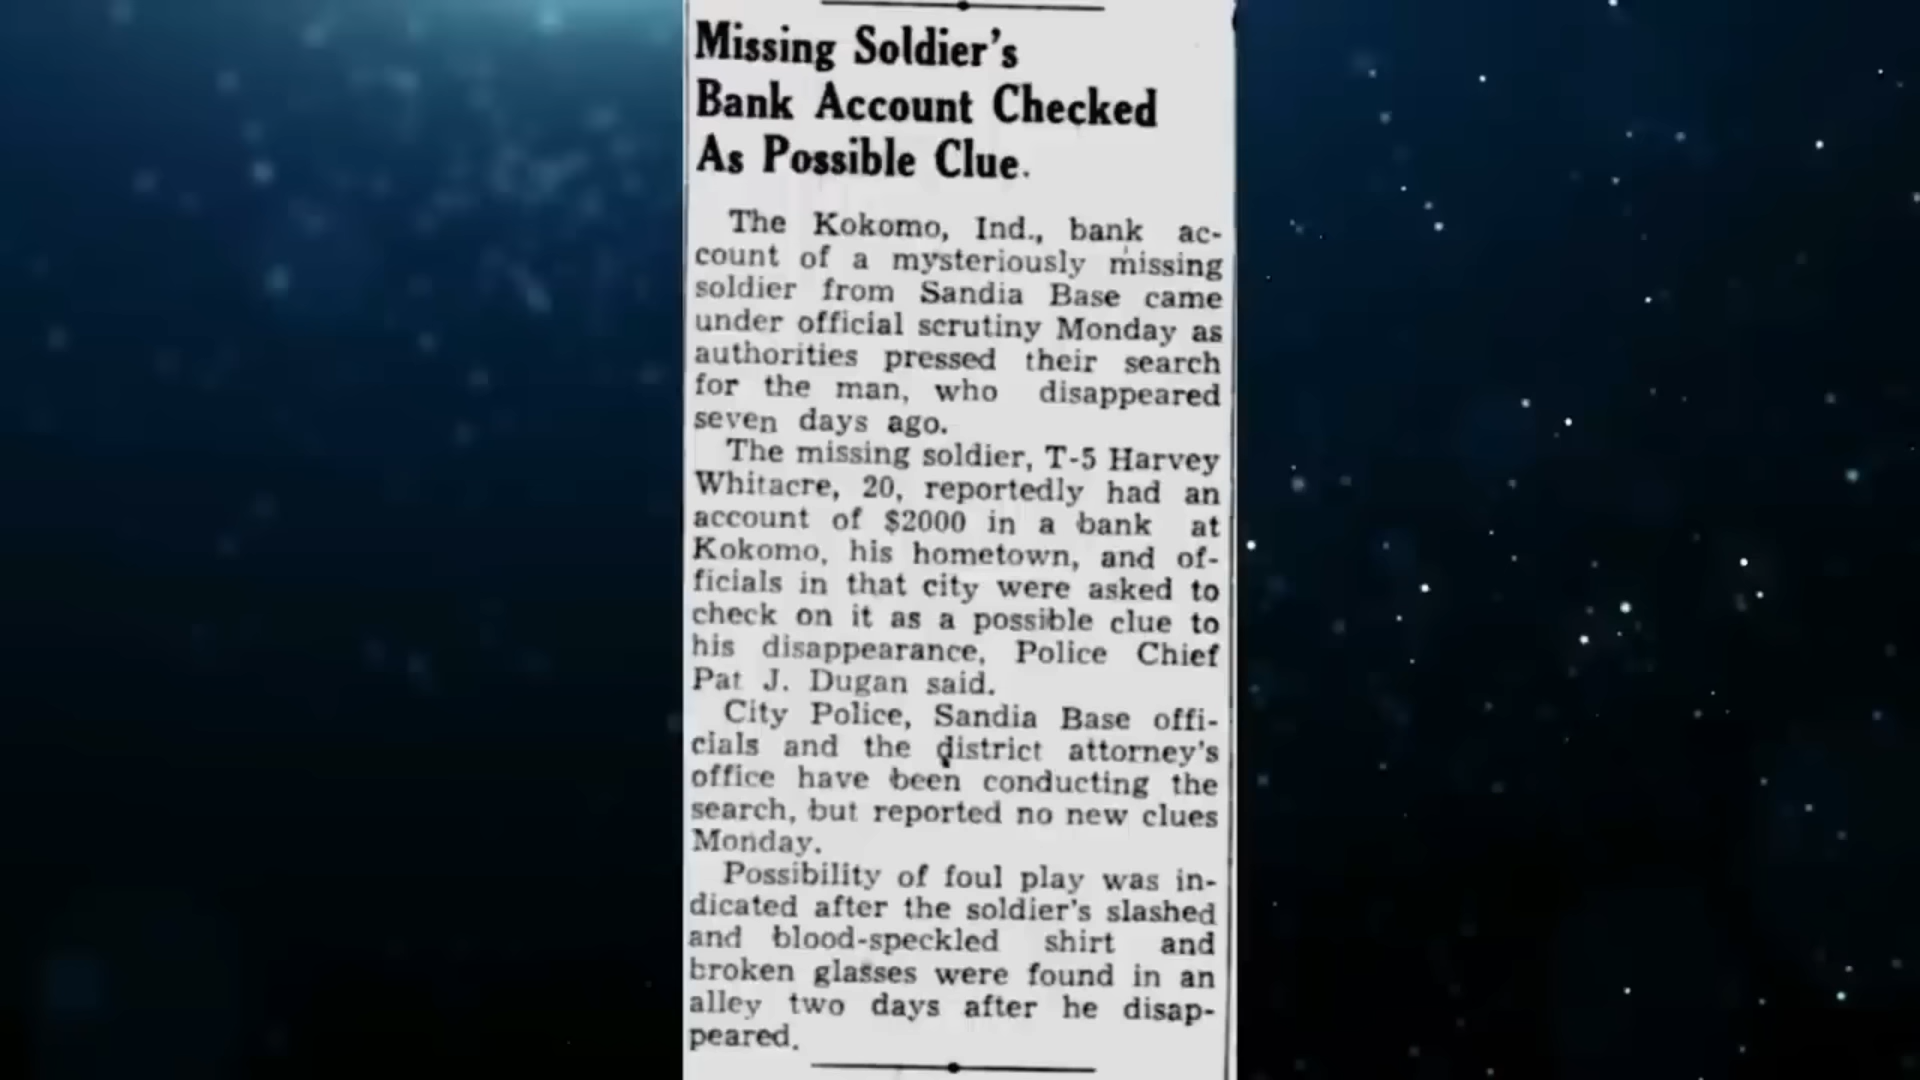 Missing Soldier's
Bank Account Checked
As Possible Clue.
The Kokomo, Ind., bank ac-
count of a mysteriously missing
soldier from Sandia Base came
under official scrutiny Monday as
authorities pressed their search
for the man, who disappeared
seven days ago.
The missing soldier, T-5 Harvey
Whitacre, 20, reportedly had an
account of $2000 in a bank at
Kokomo, his hometown, and of-
ficials in that city were asked to
check on it as a possible clue to
his disappearance, Police Chief
Pat J. Dugan said.
City Police, Sandia Base offi-
cials and the district attorney's
office have been conducting the
search, but reported no new clues
Monday.
Possibility of foul play was in-
dicated after the soldier's slashed
and blood-speckled shirt and
broken glasses were found in an
alley two days after he disap-
peared.